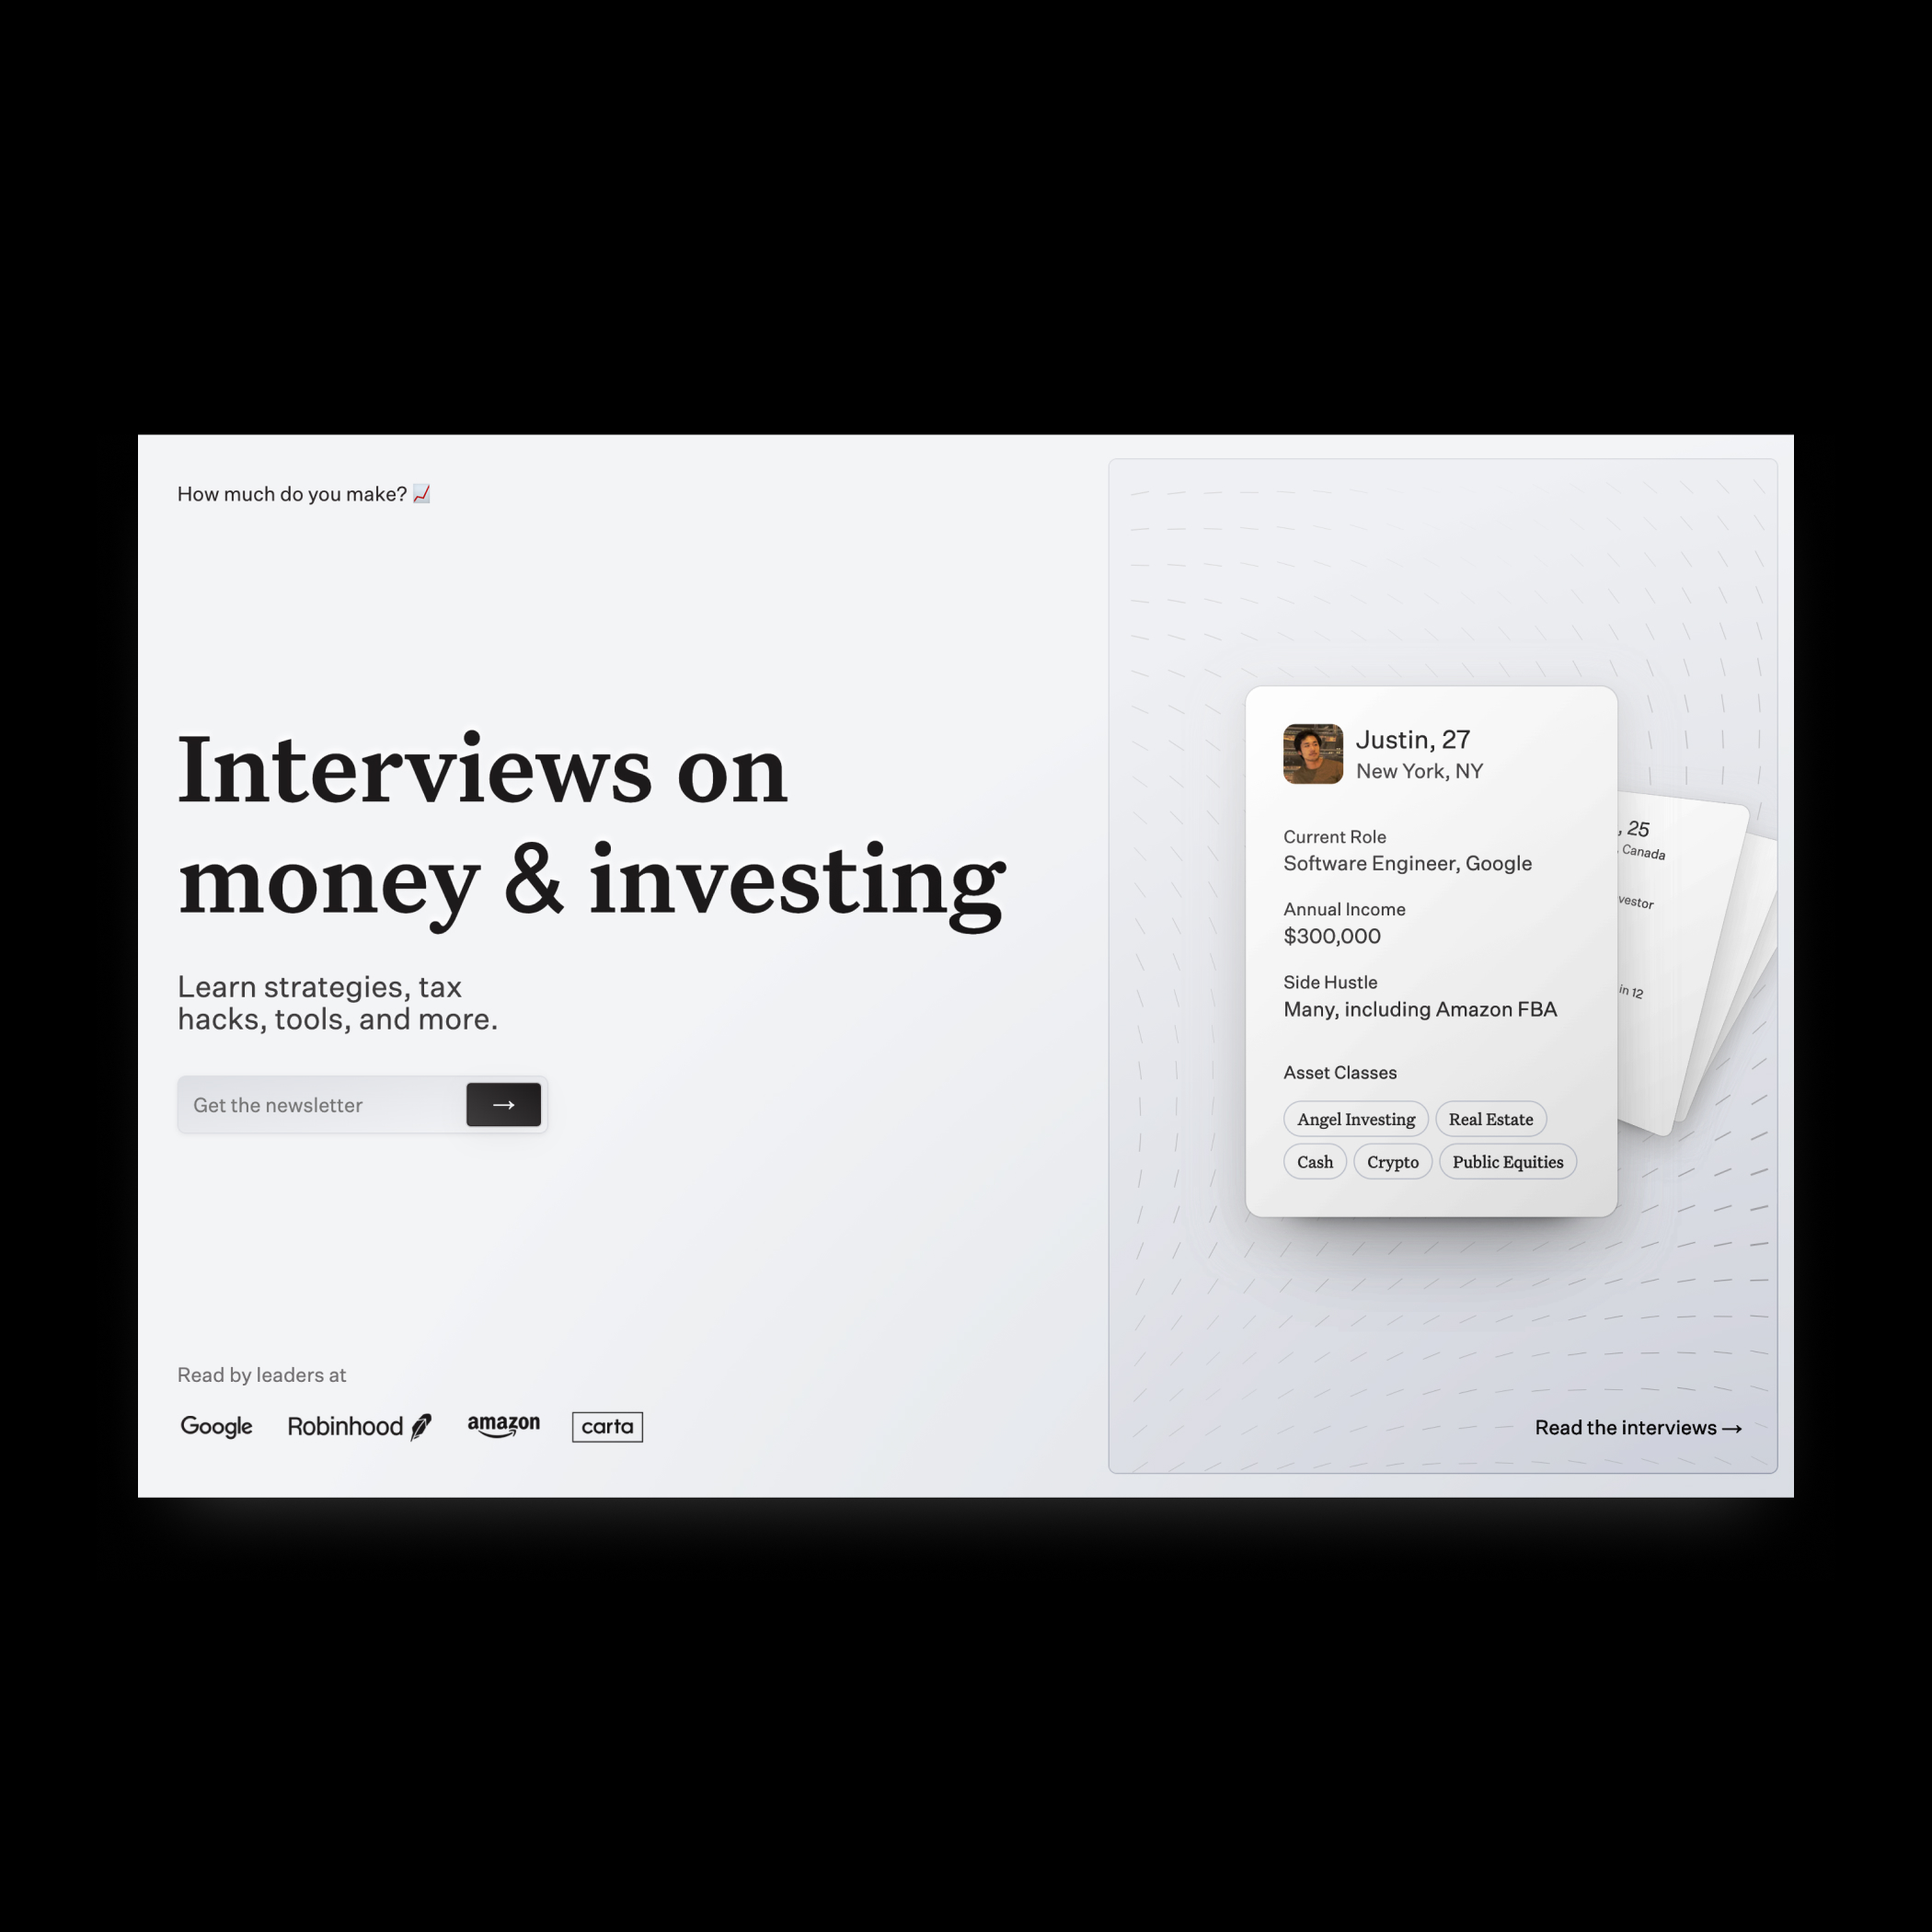 How much do you make? 📈
Interviews on
money & investing
Learn strategies, tax
hacks, tools, and more.
Get the newsletter →
Read by leaders at
Google Robinhood amazon carta
Justin, 27
New York, NY
Current Role
Software Engineer, Google
Annual Income
$300,000
Side Hustle
Many, including Amazon FBA
Asset Classes
Angel Investing Real Estate
Cash Crypto Public Equities
, 25
, Canada
vestor
in 12
Read the interviews →